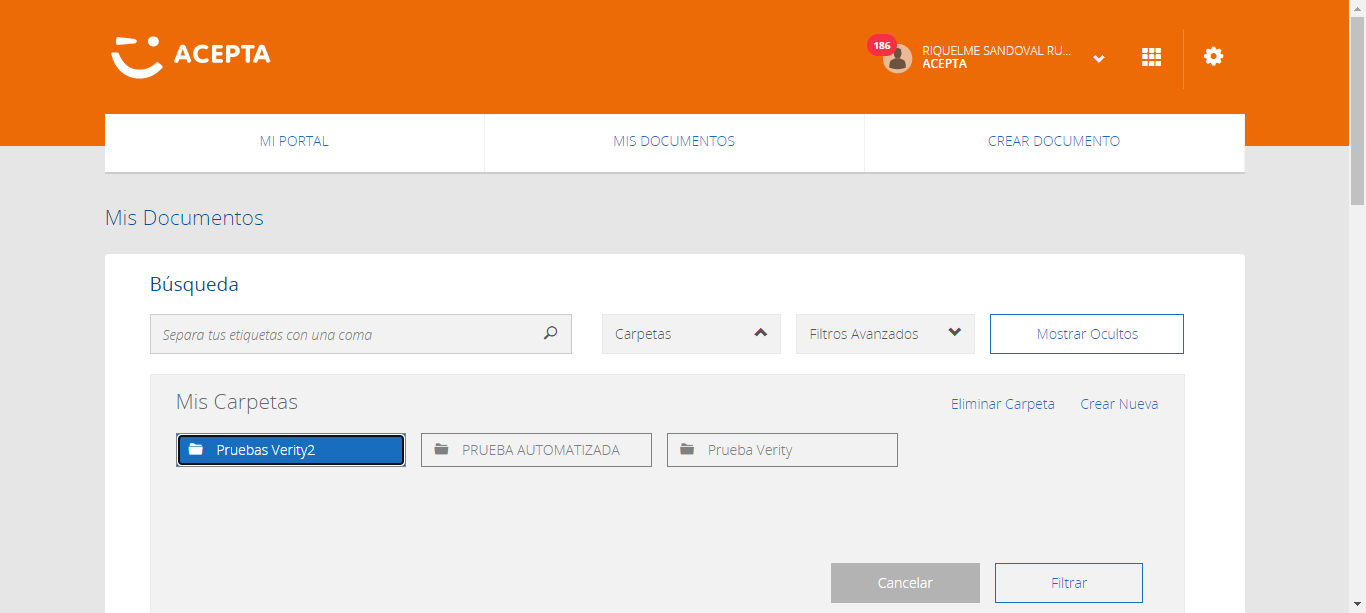 ACEPTA
186
RIQUELME SANDOVAL RU...
ACEPTA
MI PORTAL
MIS DOCUMENTOS
CREAR DOCUMENTO
Mis Documentos
Búsqueda
Separa tus etiquetas con una coma
Carpetas
Filtros Avanzados
Mostrar Ocultos
Mis Carpetas
Eliminar Carpeta
Crear Nueva
Pruebas Verity2
PRUEBA AUTOMATIZADA
Prueba Verity
Cancelar
Filtrar